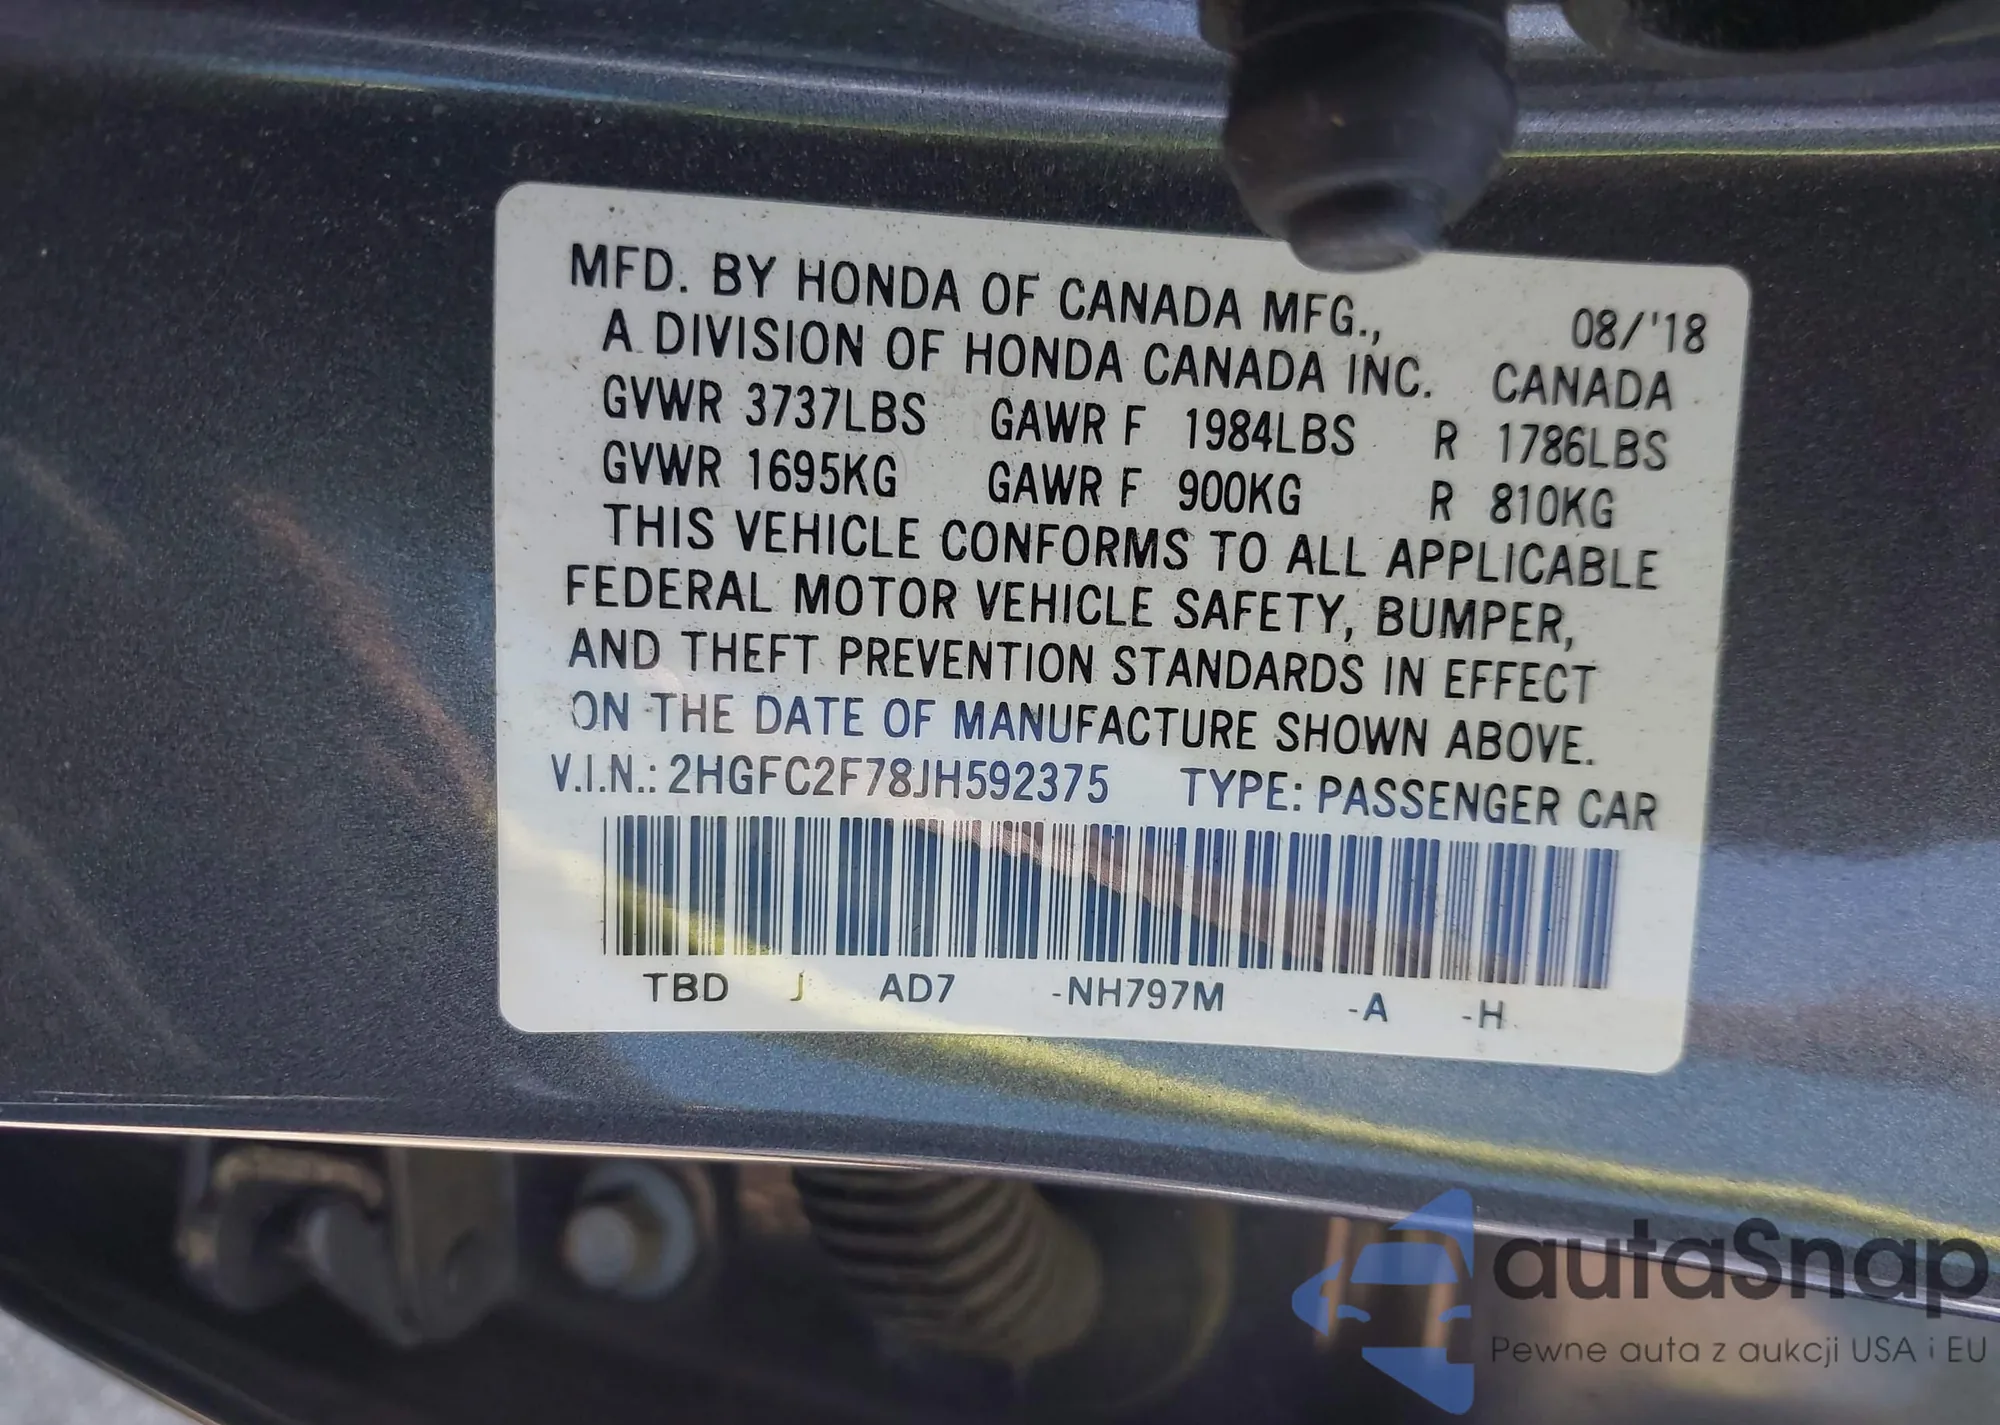 MFD. BY HONDA OF CANADA MFG., 08/'18
A DIVISION OF HONDA CANADA INC. CANADA
GVWR 3737LBS GAWR F 1984LBS R 1786LBS
GVWR 1695KG GAWR F 900KG R 810KG
THIS VEHICLE CONFORMS TO ALL APPLICABLE
FEDERAL MOTOR VEHICLE SAFETY, BUMPER,
AND THEFT PREVENTION STANDARDS IN EFFECT
ON THE DATE OF MANUFACTURE SHOWN ABOVE.
V.I.N.: 2HGFC2F78JH592375 TYPE: PASSENGER CAR
TBD J AD7 -NH797M -A -H
autaSnap
Pewne auta z aukcji USA i EU